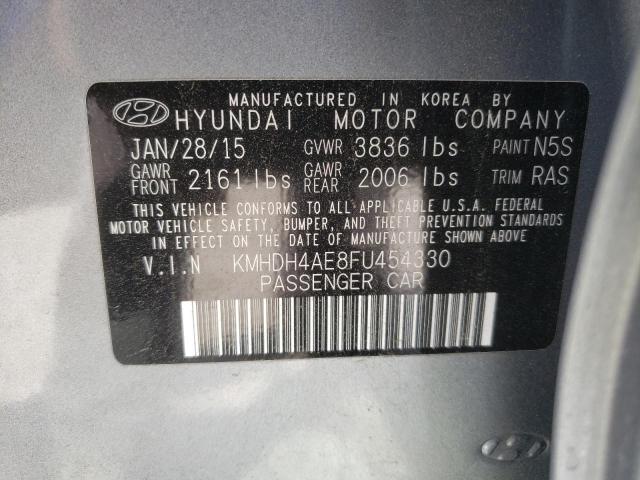 MANUFACTURED IN KOREA BY
HYUNDAI MOTOR COMPANY
JAN/28/15 GVWR 3836 lbs PAINT N5S
GAWR FRONT 2161 lbs GAWR REAR 2006 lbs TRIM RAS
THIS VEHICLE CONFORMS TO ALL APPLICABLE U.S.A. FEDERAL
MOTOR VEHICLE SAFETY, BUMPER, AND THEFT PREVENTION STANDARDS
IN EFFECT ON THE DATE OF MANUFACTURE SHOWN ABOVE.
V.I.N KMHDH4AE8FU454330
PASSENGER CAR